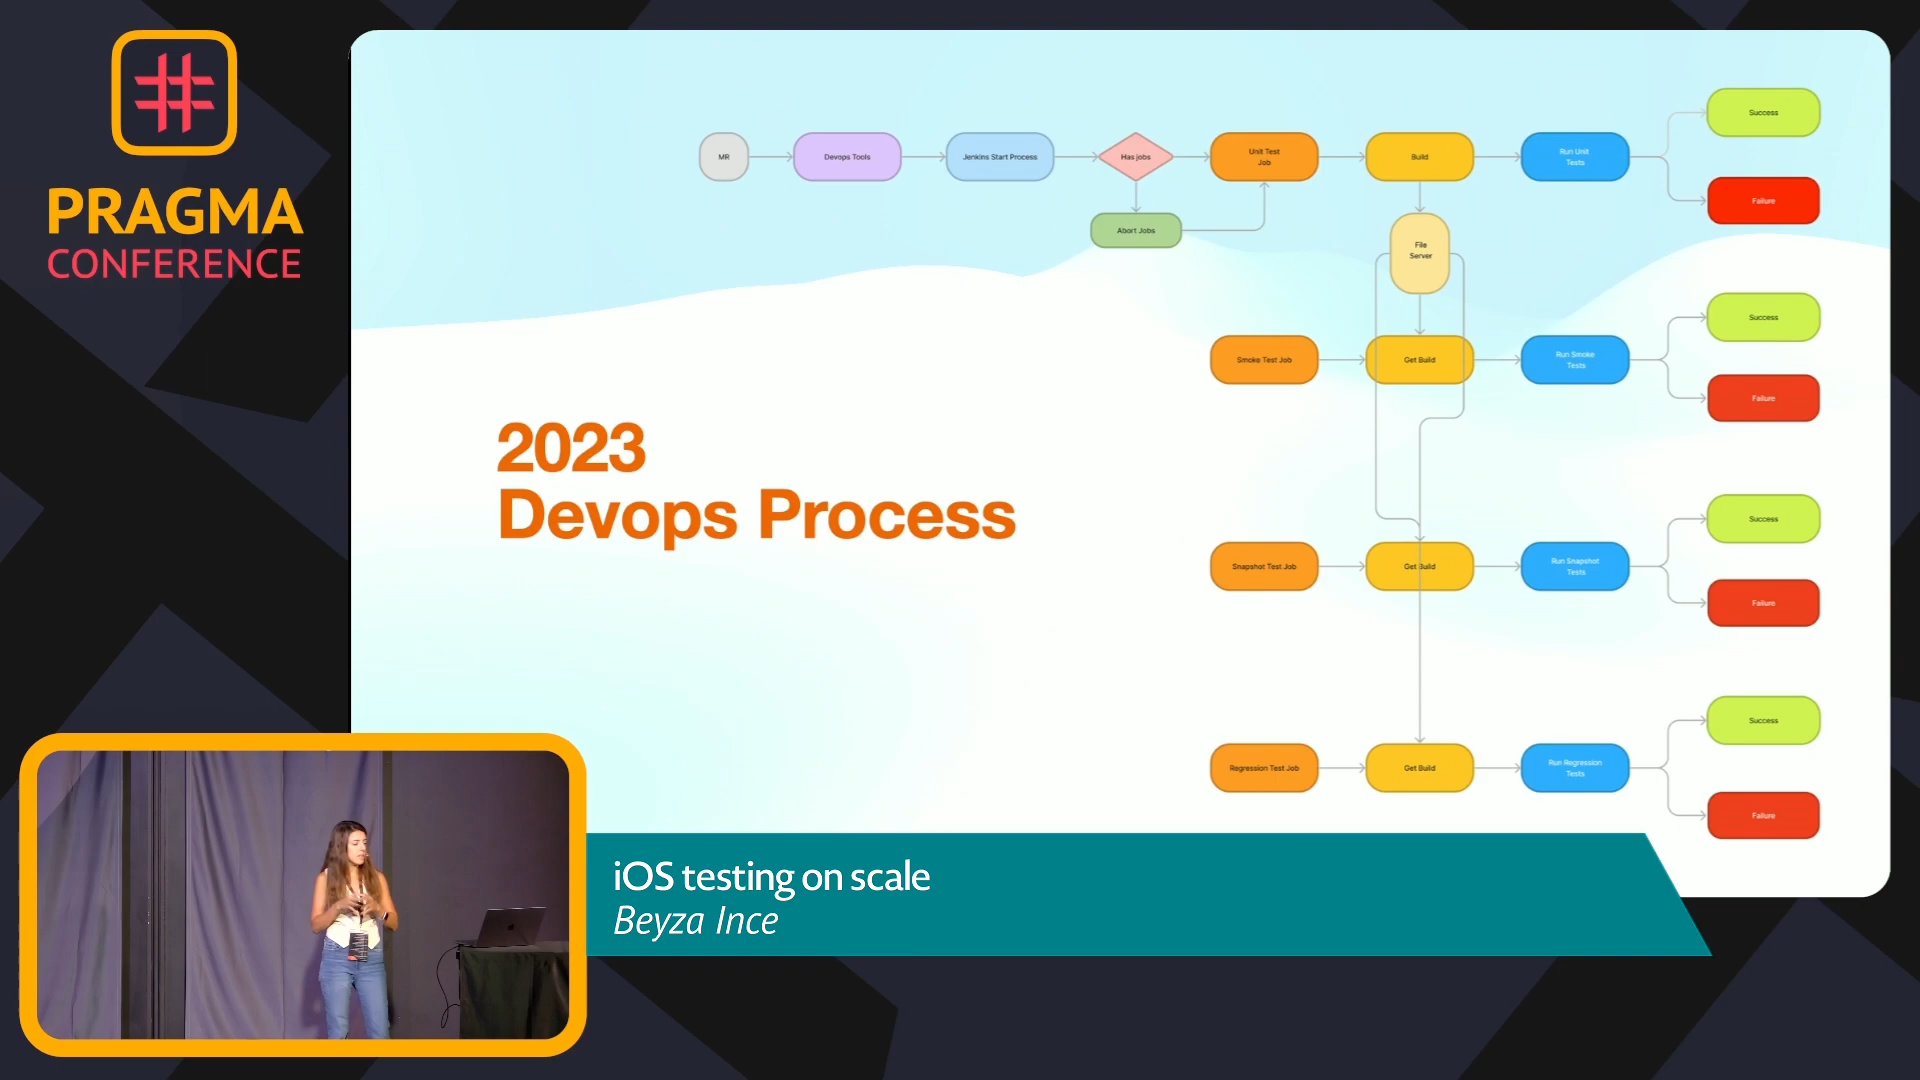 PRAGMA
CONFERENCE
MR
Devops Tools
Jenkins Start Process
Has jobs
Abort Jobs
Unit Test
Job
Build
Run Unit
Tests
Success
Failure
File
Server
Smoke Test Job
Get Build
Run Smoke
Tests
Success
Failure
2023
Devops Process
Snapshot Test Job
Get Build
Run Snapshot
Tests
Success
Failure
Regression Test Job
Get Build
Run Regression
Tests
Success
Failure
iOS testing on scale
Beyza Ince